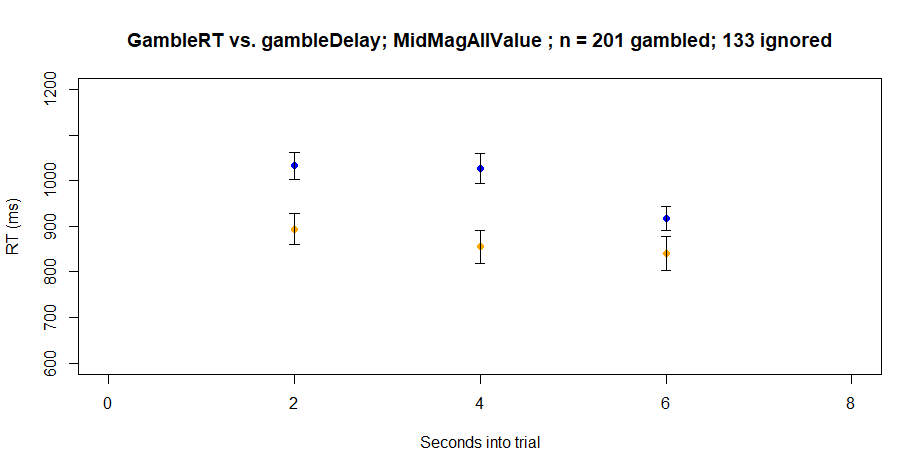 GambleRT vs. gambleDelay; MidMagAllValue ; n = 201 gambled; 133 ignored
1200
1000
900
800
700
600
RT (ms)
0 2 4 6 8
Seconds into trial